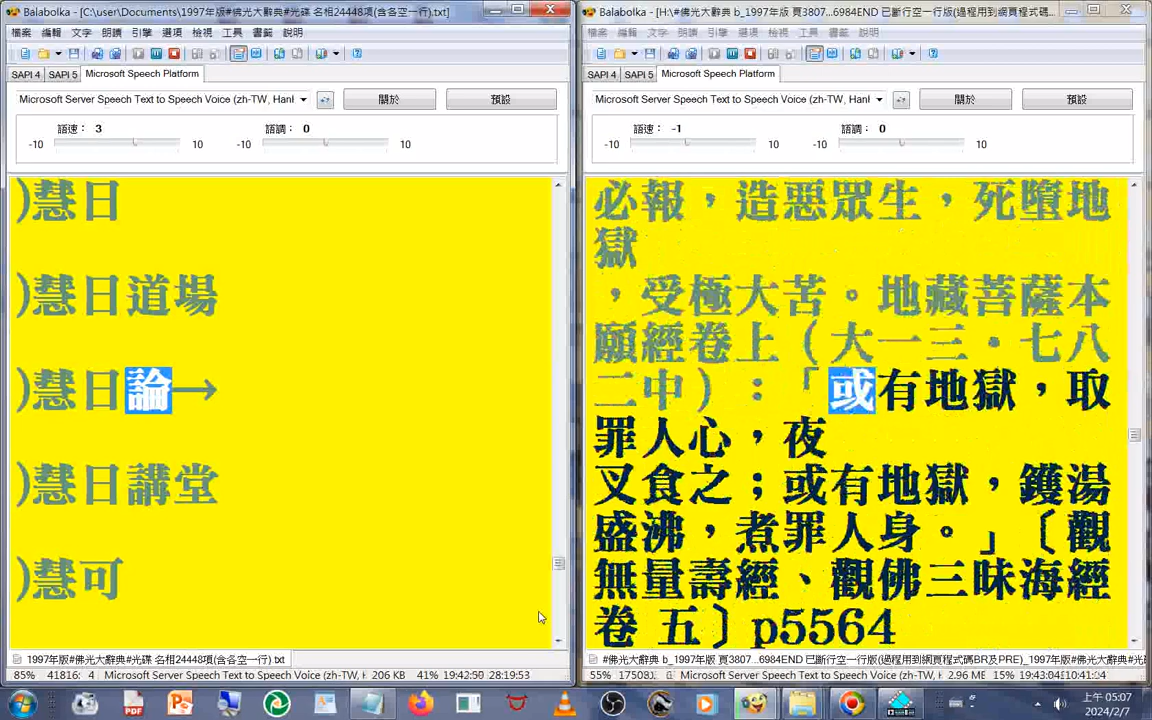 Balabolka - [C:\user\Documents\1997年版#佛光大辭典#光碟 名相24448項(含各空一行).txt]
檔案 編輯 文字 朗讀 引擎 選項 檢視 工具 書籤 說明
SAPI 4 SAPI 5 Microsoft Speech Platform
Microsoft Server Speech Text to Speech Voice (zh-TW, Han
關於 預設
語速： 3 語調： 0
-10 10 -10 10
)慧日
)慧日道場
)慧日論→
)慧日講堂
)慧可
1997年版#佛光大辭典#光碟 名相24448項(含各空一行).txt
85% 41816: 4 Microsoft Server Speech Text to Speech Voice (zh-TW, 206 KB 41% 19:42:50 28:19:53
Balabolka - [H:\#佛光大辭典 b_1997年版 頁3807...6984END 已斷行空一行版(過程用到網頁程式碼
檔案 編輯 文字 朗讀 引擎 選項 檢視 工具 書籤 說明
SAPI 4 SAPI 5 Microsoft Speech Platform
Microsoft Server Speech Text to Speech Voice (zh-TW, Han
關於 預設
語速： -1 語調： 0
-10 10 -10 10
必報，造惡眾生，死墮地
獄
，受極大苦。地藏菩薩本
願經卷上（大一三．七八
二中）：「或有地獄，取
罪人心，夜
叉食之；或有地獄，鑊湯
盛沸，煮罪人身。」〔觀
無量壽經、觀佛三昧海經
卷 五〕p5564
#佛光大辭典 b_1997年版 頁3807...6984END 已斷行空一行版(過程用到網頁程式碼BR及PRE)_1997年版#光
55% Microsoft Server Speech Text to Speech Voice (zh-TW, 2.96 MB 15%
上午 05:07
2024/2/7